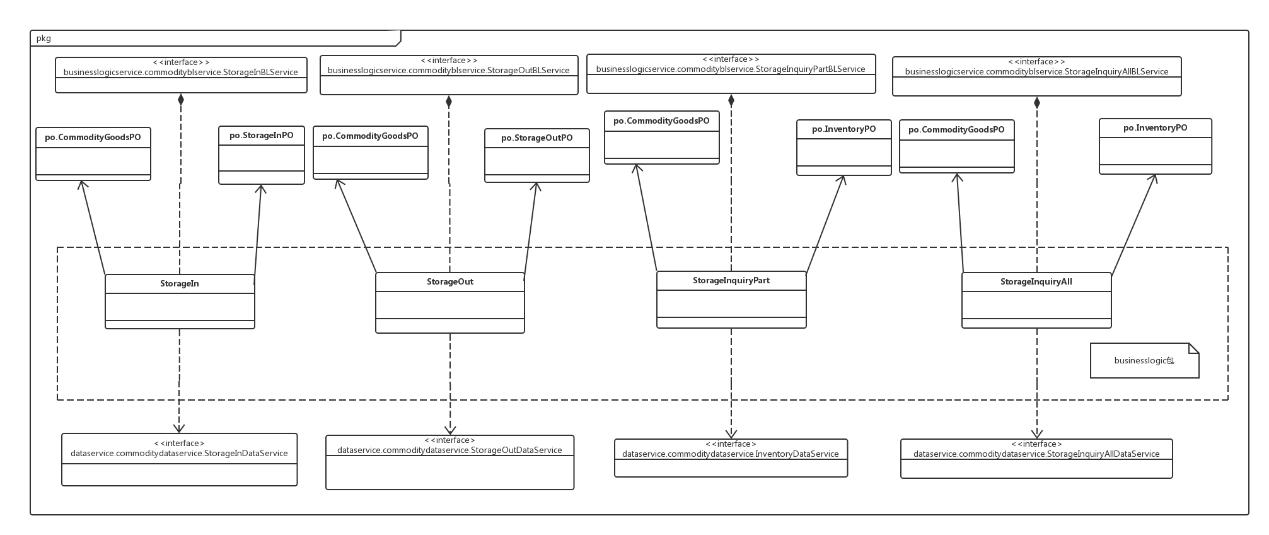 pkg
< <interface> >
businesslogicservice.commodityblservice.StorageInBLService
< <interface> >
businesslogicservice.commodityblservice.StorageOutBLService
< <interface> >
businesslogicservice.commodityblservice.StorageInquiryPartBLService
< <interface> >
businesslogicservice.commodityblservice.StorageInquiryAllBLService
po.CommodityGoodsPO
po.StorageInPO
po.CommodityGoodsPO
po.StorageOutPO
po.CommodityGoodsPO
po.InventoryPO
po.CommodityGoodsPO
po.InventoryPO
StorageIn
StorageOut
StorageInquiryPart
StorageInquiryAll
businesslogic包
< <interface>
dataservice.commoditydataservice.StorageInDataService
< <interface>
dataservice.commoditydataservice.StorageOutDataService
< <interface>
dataservice.commoditydataservice.InventoryDataService
< <interface>
dataservice.commoditydataservice.StorageInquiryAllDataService